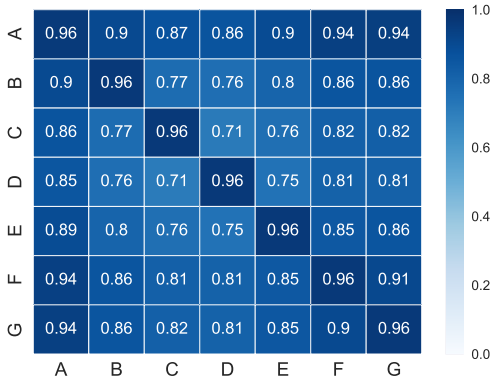 A 0.96 0.9 0.87 0.86 0.9 0.94 0.94
B 0.9 0.96 0.77 0.76 0.8 0.86 0.86
C 0.86 0.77 0.96 0.71 0.76 0.82 0.82
D 0.85 0.76 0.71 0.96 0.75 0.81 0.81
E 0.89 0.8 0.76 0.75 0.96 0.85 0.86
F 0.94 0.86 0.81 0.81 0.85 0.96 0.91
G 0.94 0.86 0.82 0.81 0.85 0.9 0.96
A B C D E F G
1.0
0.8
0.6
0.4
0.2
0.0